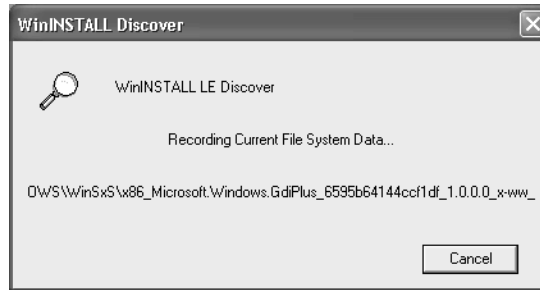 WinINSTALL Discover
WinINSTALL LE Discover
Recording Current File System Data...
OWS\WinSxS\x86_Microsoft.Windows.GdiPlus_6595b64144ccf1df_1.0.0.0_x-ww_
Cancel